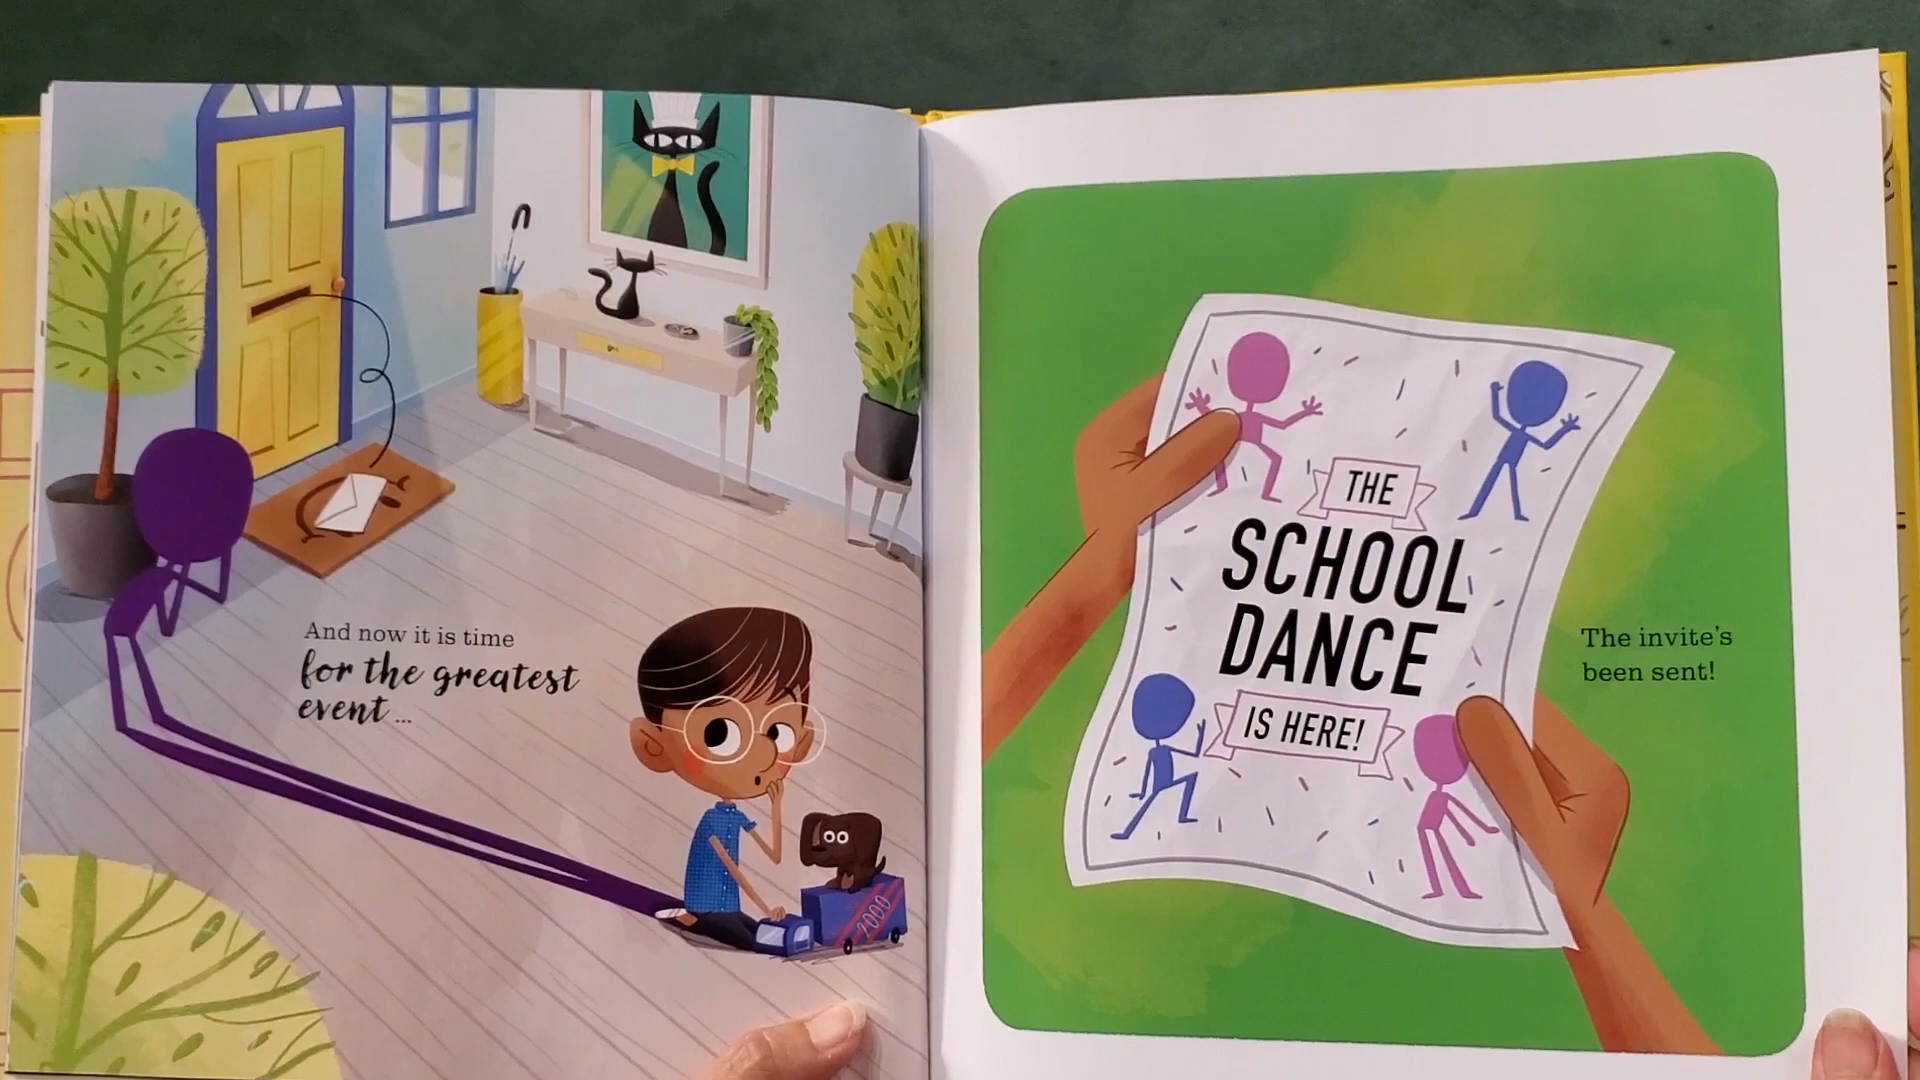 And now it is time
for the greatest
event ...
2000
THE
SCHOOL
DANCE
IS HERE!
The invite's
been sent!